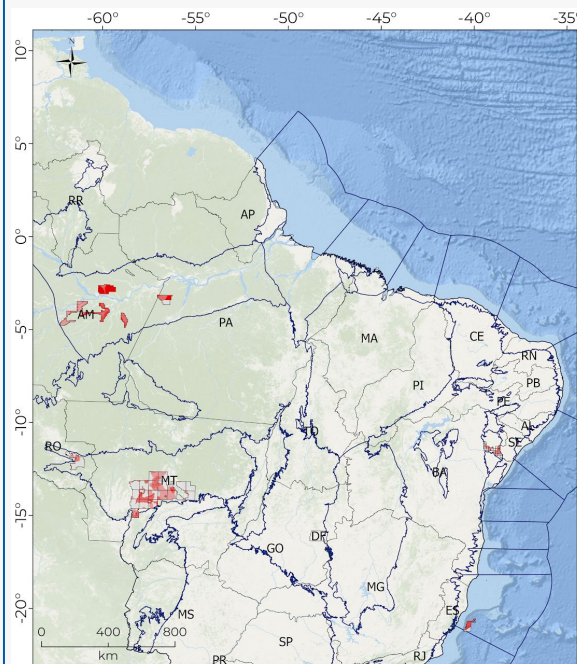 -60° -55° -50° -45° -40° -35°
N
10°
5°
RR
AP
0°
AM
PA
MA
CE
-5°
RN
PI
PB
PE
-10°
TO
AL
SE
RO
BA
MT
-15°
GO
DF
MG
MS
ES
-20°
0 400 800
km
SP
PR
RJ